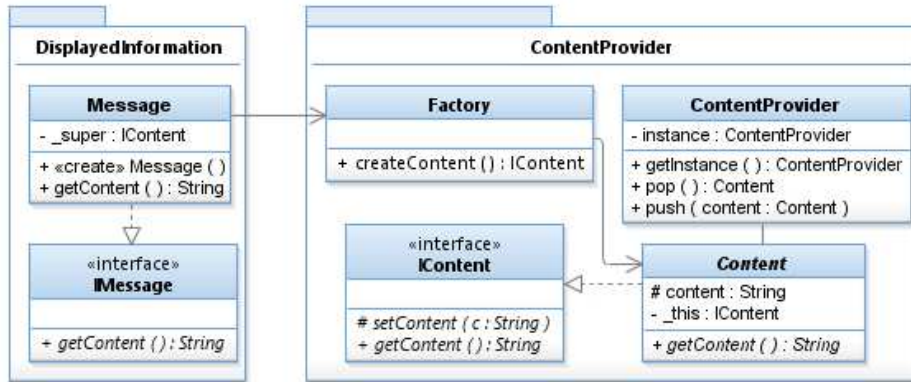 DisplayedInformation
Message
- _super : IContent
+ «create» Message ( )
+ getContent ( ) : String
«interface»
IMessage
+ getContent ( ) : String
ContentProvider
Factory
+ createContent ( ) : IContent
ContentProvider
- instance : ContentProvider
+ getInstance ( ) : ContentProvider
+ pop ( ) : Content
+ push ( content : Content )
«interface»
IContent
# setContent ( c : String )
+ getContent ( ) : String
Content
# content : String
- _this : IContent
+ getContent ( ) : String